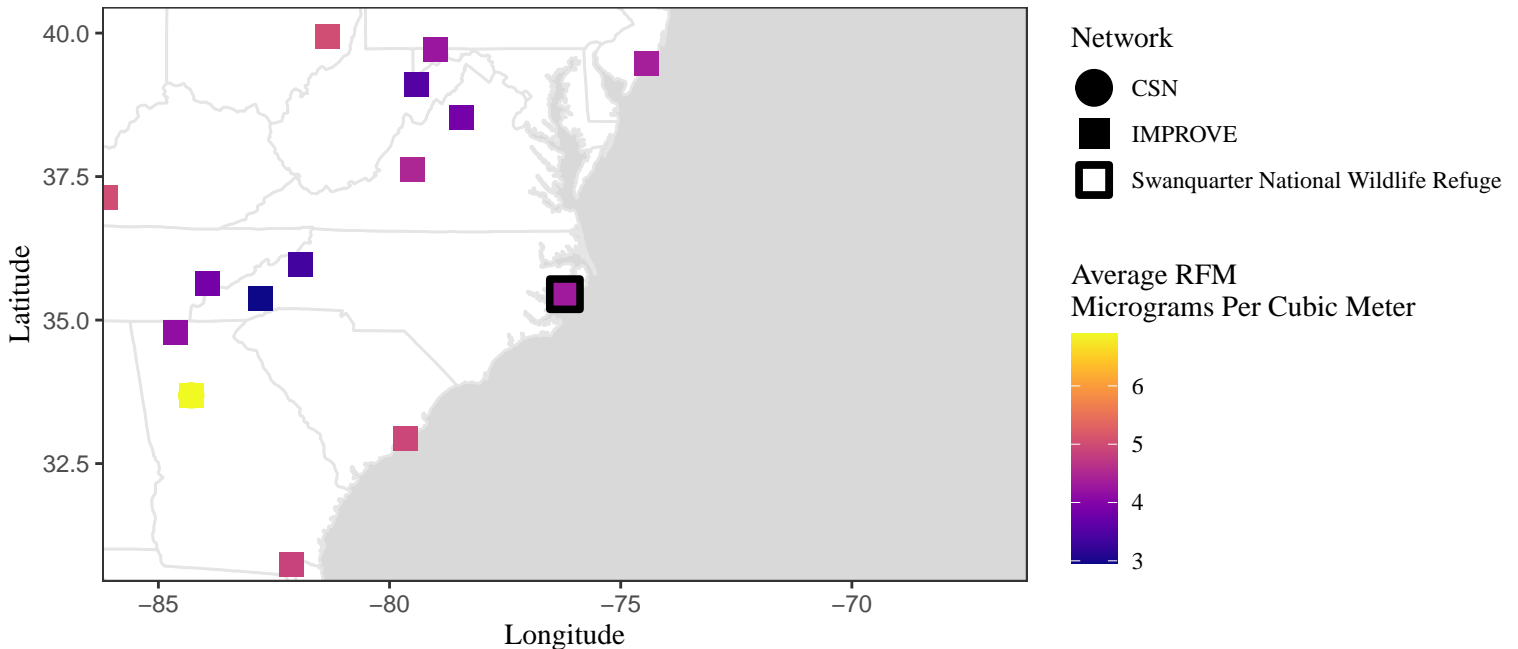 40.0
37.5
35.0
32.5
Latitude
−85
−80
−75
−70
Longitude
Network
CSN
IMPROVE
Swanquarter National Wildlife Refuge
Average RFM
Micrograms Per Cubic Meter
6
5
4
3